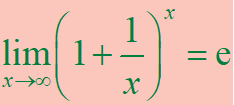 lim x→∞ (1 + 1/x)^x = e